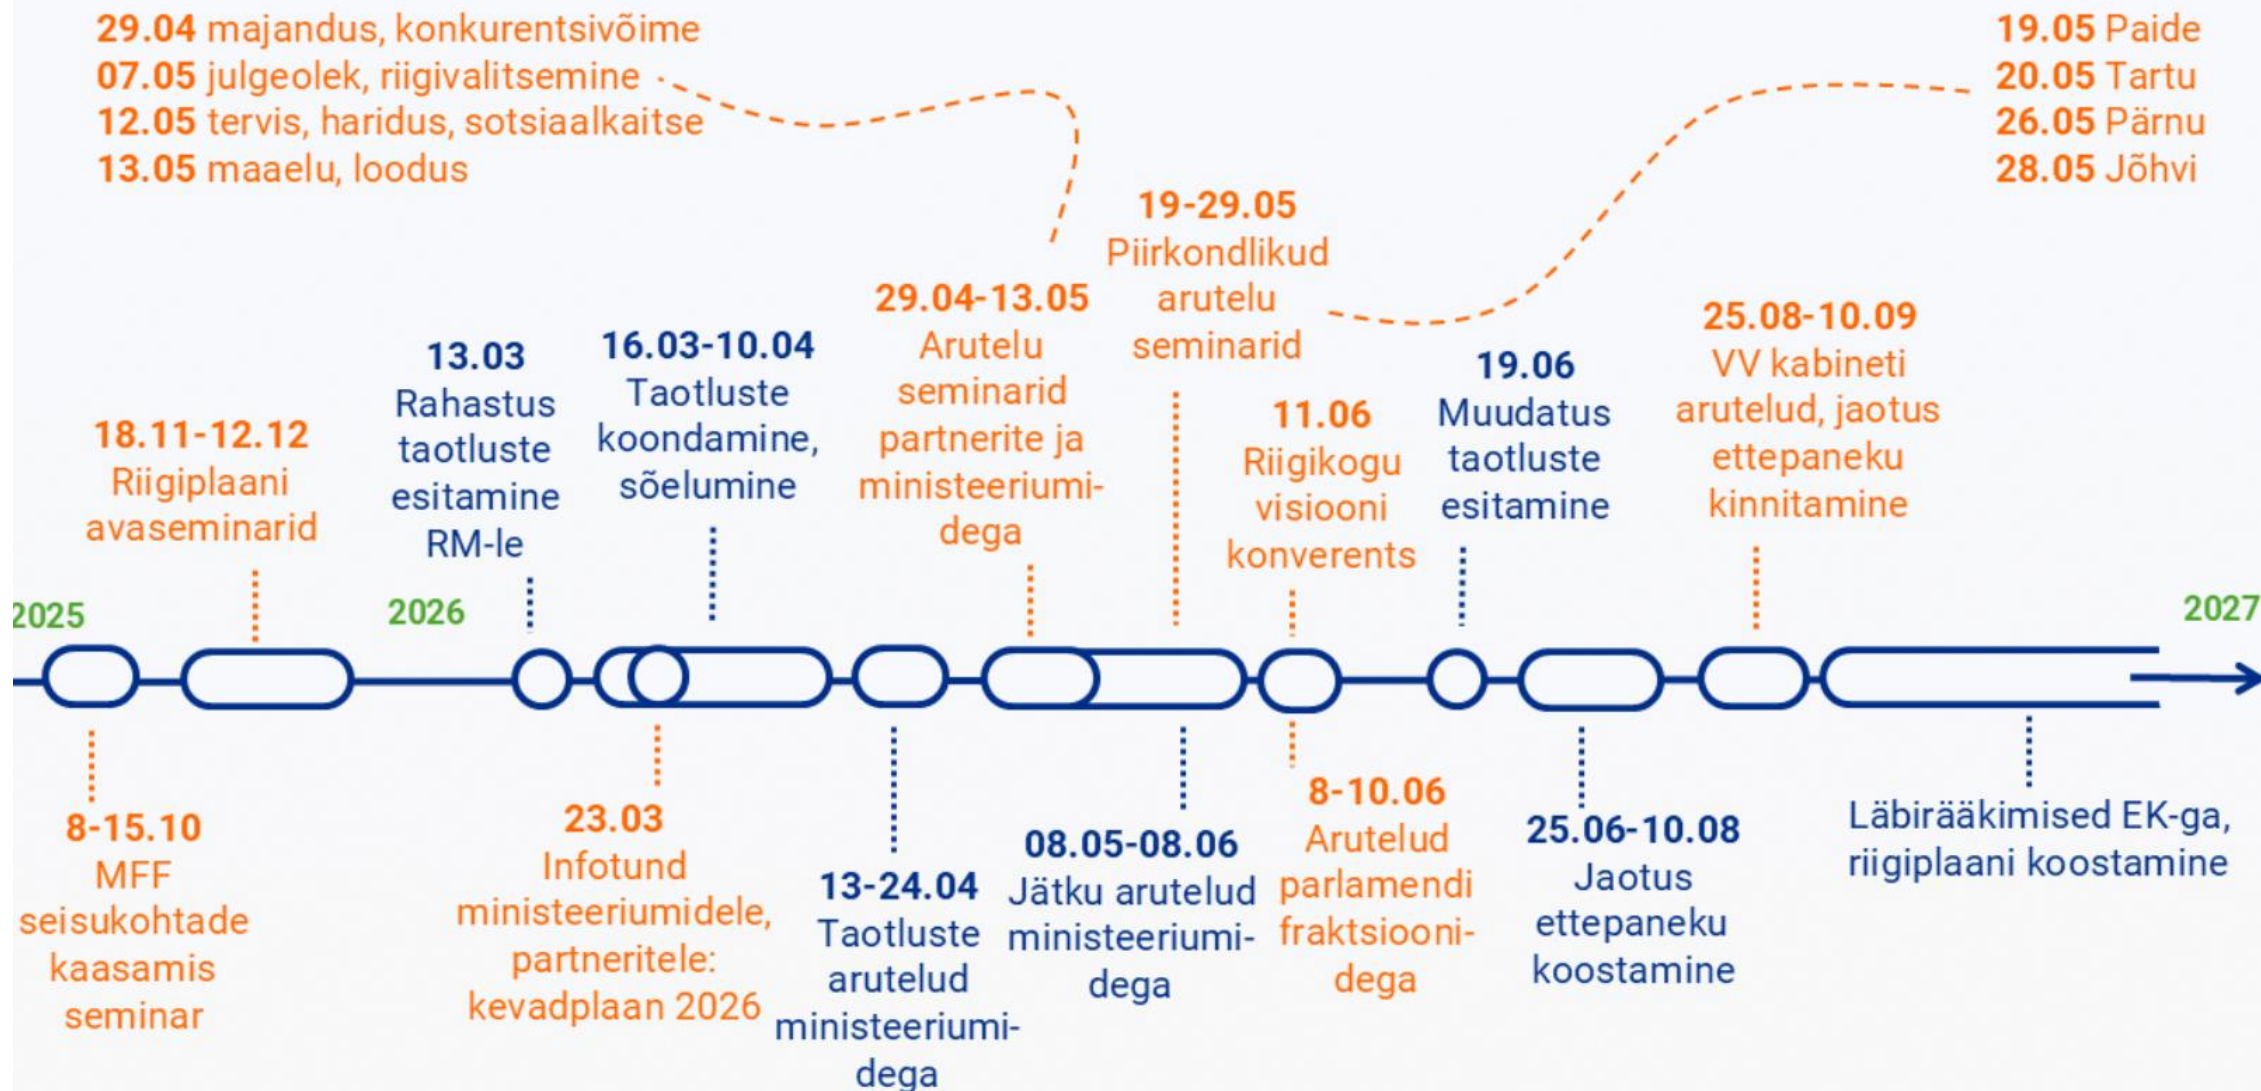 29.04 majandus, konkurentsivõime
07.05 julgeolek, riigivalitsemine
12.05 tervis, haridus, sotsiaalkaitse
13.05 maaelu, loodus
19.05 Paide
20.05 Tartu
26.05 Pärnu
28.05 Jõhvi
18.11-12.12
Riigiplaani
avaseminarid
13.03
Rahastus
taotluste
esitamine
RM-le
16.03-10.04
Taotluste
koondamine,
sõelumine
29.04-13.05
Arutelu
seminarid
partnerite ja
ministeeriumi-
dega
19-29.05
Piirkondlikud
arutelu
seminarid
11.06
Riigikogu
visiooni
konverents
19.06
Muudatus
taotluste
esitamine
25.08-10.09
VV kabineti
arutelud, jaotus
ettepaneku
kinnitamine
2025
2026
2027
8-15.10
MFF
seisukohtade
kaasamis
seminar
23.03
Infotund
ministeeriumidele,
partneritele:
kevadplaan 2026
13-24.04
Taotluste
arutelud
ministeeriumi-
dega
08.05-08.06
Jätku arutelud
ministeeriumi-
dega
8-10.06
Arutelud
parlamendi
fraktsiooni-
dega
25.06-10.08
Jaotus
ettepaneku
koostamine
Läbirääkimised EK-ga,
riigiplaani koostamine